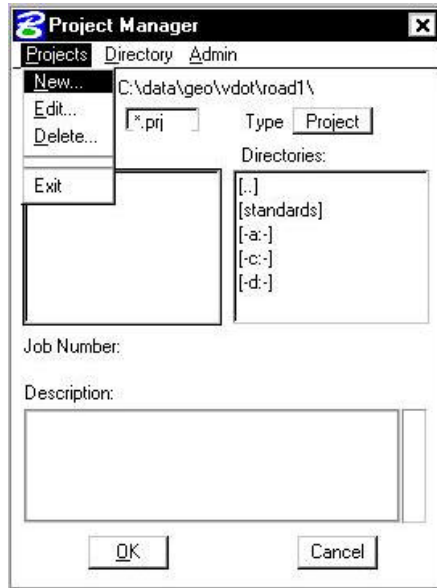 Project Manager
Projects Directory Admin
New... C:\data\geo\vdot\road1\
Edit... *.prj Type Project
Delete...
Directories:
Exit
[..]
[standards]
[-a:-]
[-c:-]
[-d:-]
Job Number:
Description:
OK Cancel